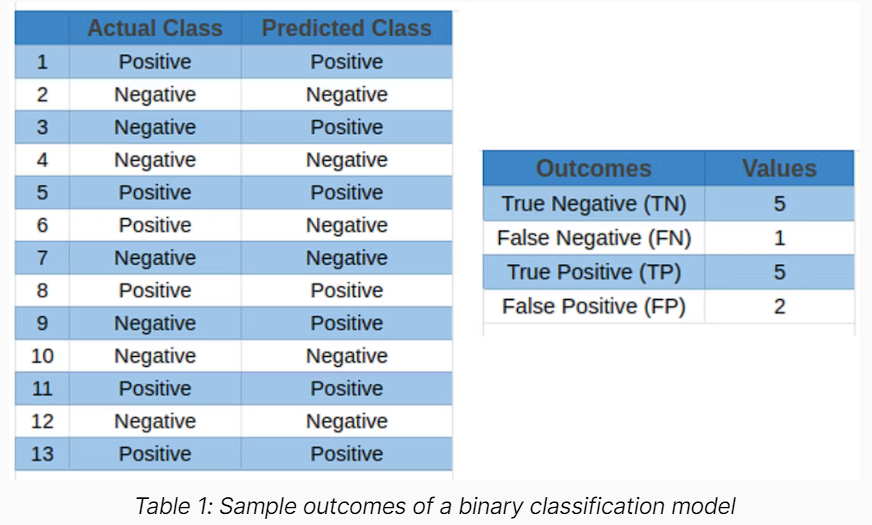 Actual Class Predicted Class
1 Positive Positive
2 Negative Negative
3 Negative Positive
4 Negative Negative
5 Positive Positive
6 Positive Negative
7 Negative Negative
8 Positive Positive
9 Negative Positive
10 Negative Negative
11 Positive Positive
12 Negative Negative
13 Positive Positive
Outcomes Values
True Negative (TN) 5
False Negative (FN) 1
True Positive (TP) 5
False Positive (FP) 2
Table 1: Sample outcomes of a binary classification model